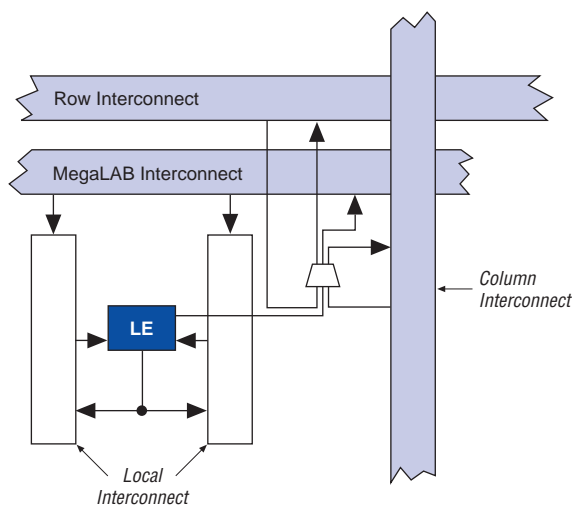 Row Interconnect
MegaLAB Interconnect
Column
Interconnect
LE
Local
Interconnect